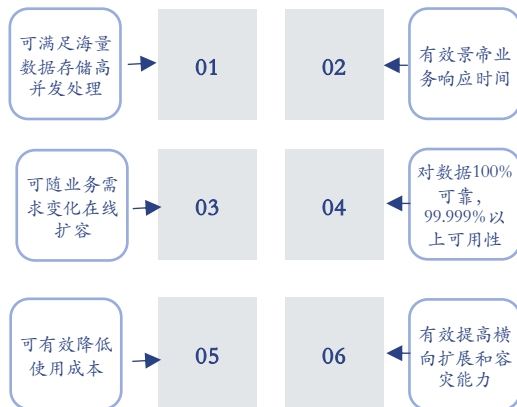 可满足海量
数据存储高
并发处理
01
02
有效景帝业
务响应时间
可随业务需
求变化在线
扩容
03
04
对数据100%
可靠，
99.999%以
上可用性
可有效降低
使用成本
05
06
有效提高横
向扩展和容
灾能力